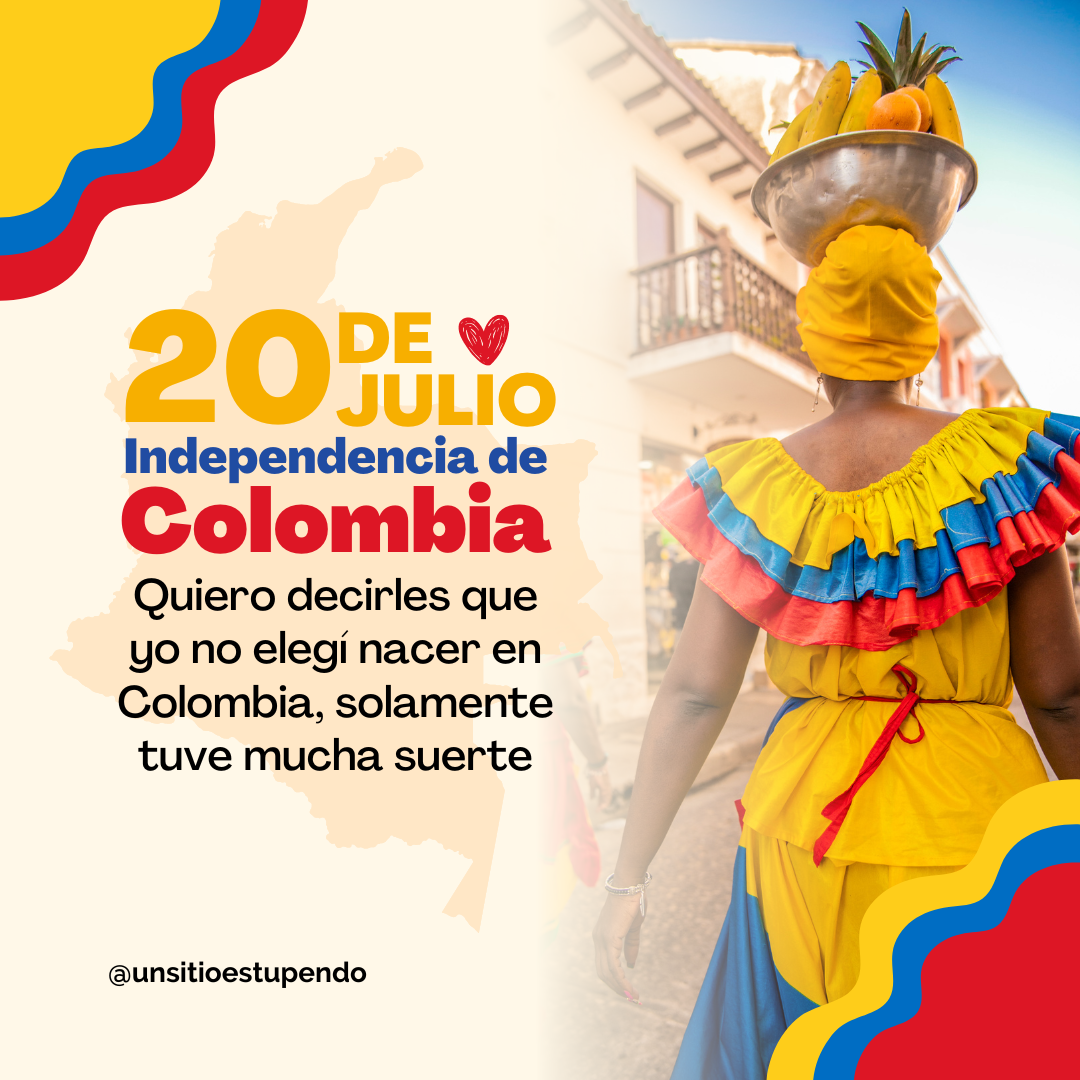 20 DE
JULIO
Independencia de
Colombia
Quiero decirles que
yo no elegí nacer en
Colombia, solamente
tuve mucha suerte
@unsitioestupendo